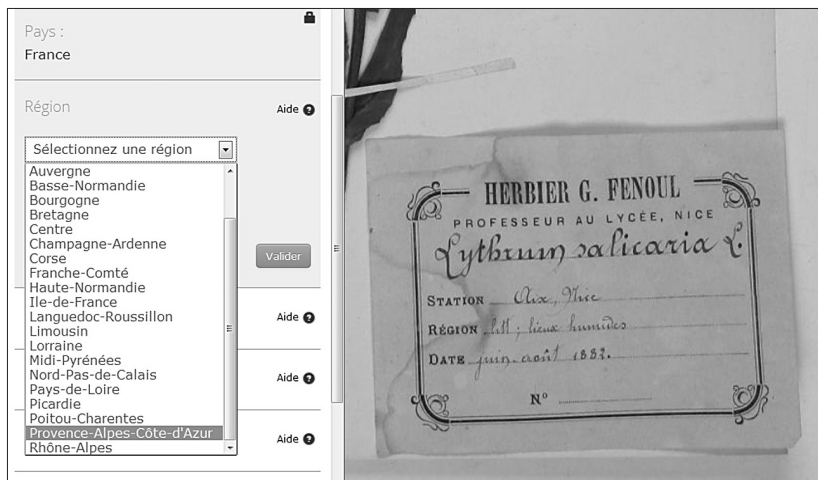 Pays :
France
Région
Aide ?
Sélectionnez une région
Auvergne
Basse-Normandie
Bourgogne
Bretagne
Centre
Champagne-Ardenne
Corse
Franche-Comté
Haute-Normandie
Ile-de-France
Languedoc-Roussillon
Limousin
Lorraine
Midi-Pyrénées
Nord-Pas-de-Calais
Pays-de-Loire
Picardie
Poitou-Charentes
Provence-Alpes-Côte-d'Azur
Rhône-Alpes
Valider
Aide ?
Aide ?
Aide ?
HERBIER G. FENOUL
PROFESSEUR AU LYCÉE, NICE
Lythrum salicaria L.
STATION Aix, Nice
RÉGION litt ; lieux humides
DATE juin-août 1882.
N°